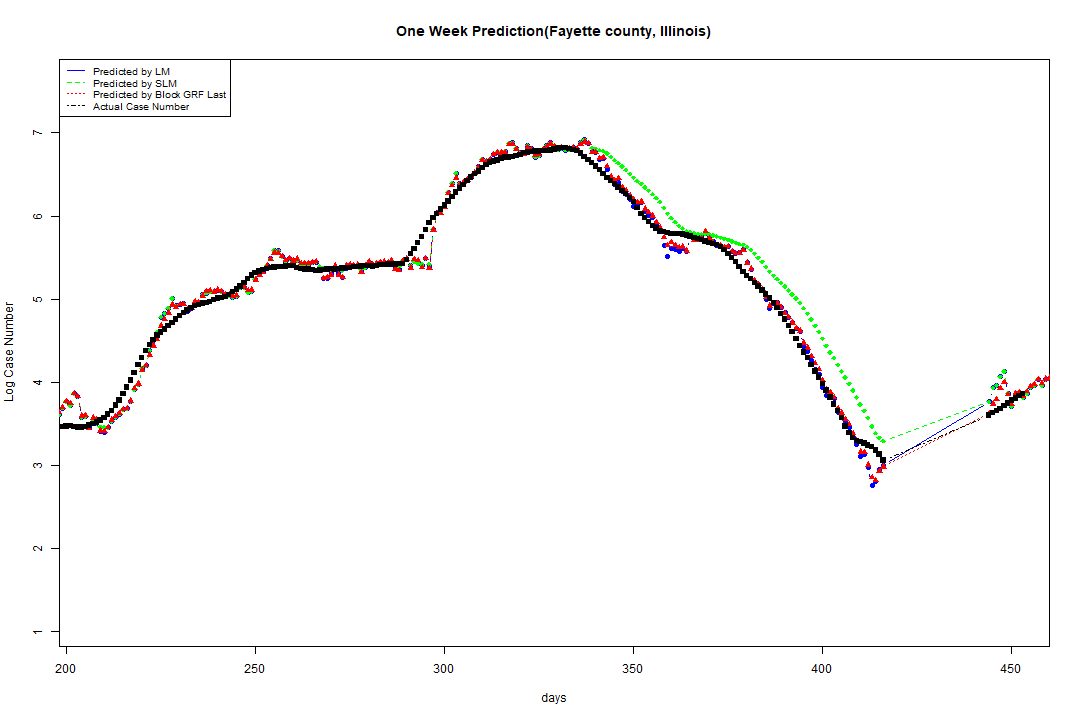 One Week Prediction(Fayette county, Illinois)
Predicted by LM
Predicted by SLM
Predicted by Block GRF Last
Actual Case Number
7
6
5
4
3
2
1
Log Case Number
200 250 300 350 400 450
days